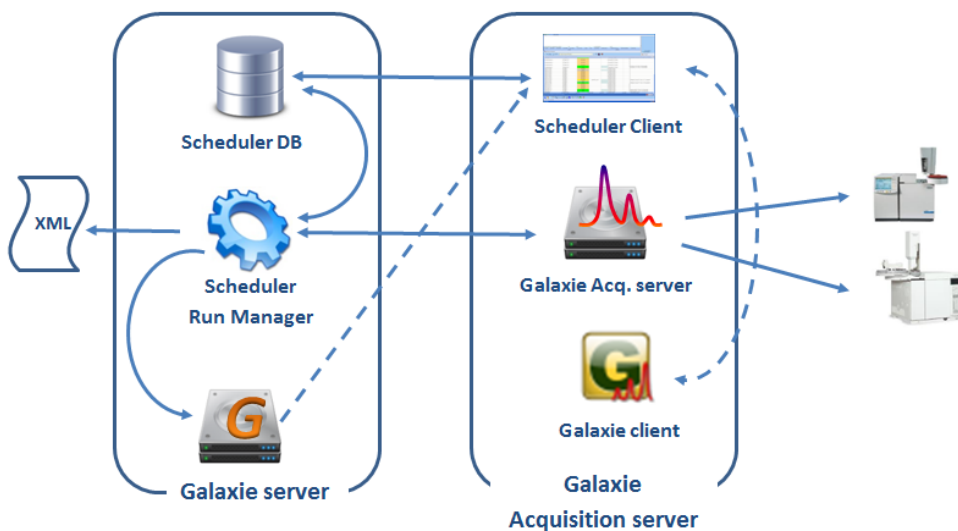 Scheduler DB
Scheduler Client
XML
Scheduler
Run Manager
Galaxie Acq. server
G
G
Galaxie client
Galaxie server
Galaxie
Acquisition server